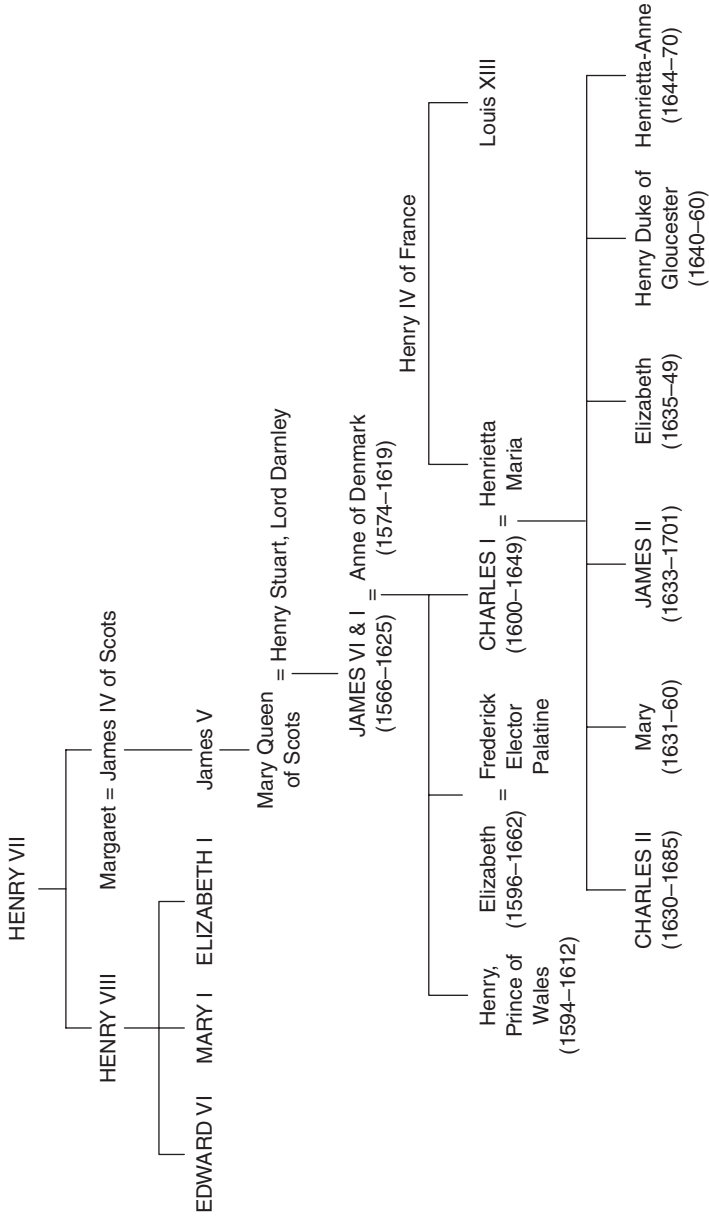 HENRY VII
HENRY VIII
Margaret = James IV of Scots
EDWARD VI
MARY I
ELIZABETH I
James V
Mary Queen
of Scots
= Henry Stuart, Lord Darnley
JAMES VI & I
(1566–1625)
=
Anne of Denmark
(1574–1619)
Henry IV of France
Henry,
Prince of
Wales
(1594–1612)
Elizabeth
(1596–1662)
=
Frederick
Elector
Palatine
CHARLES I
(1600–1649)
=
Henrietta
Maria
Louis XIII
CHARLES II
(1630–1685)
Mary
(1631–60)
JAMES II
(1633–1701)
Elizabeth
(1635–49)
Henry Duke of
Gloucester
(1640–60)
Henrietta-Anne
(1644–70)